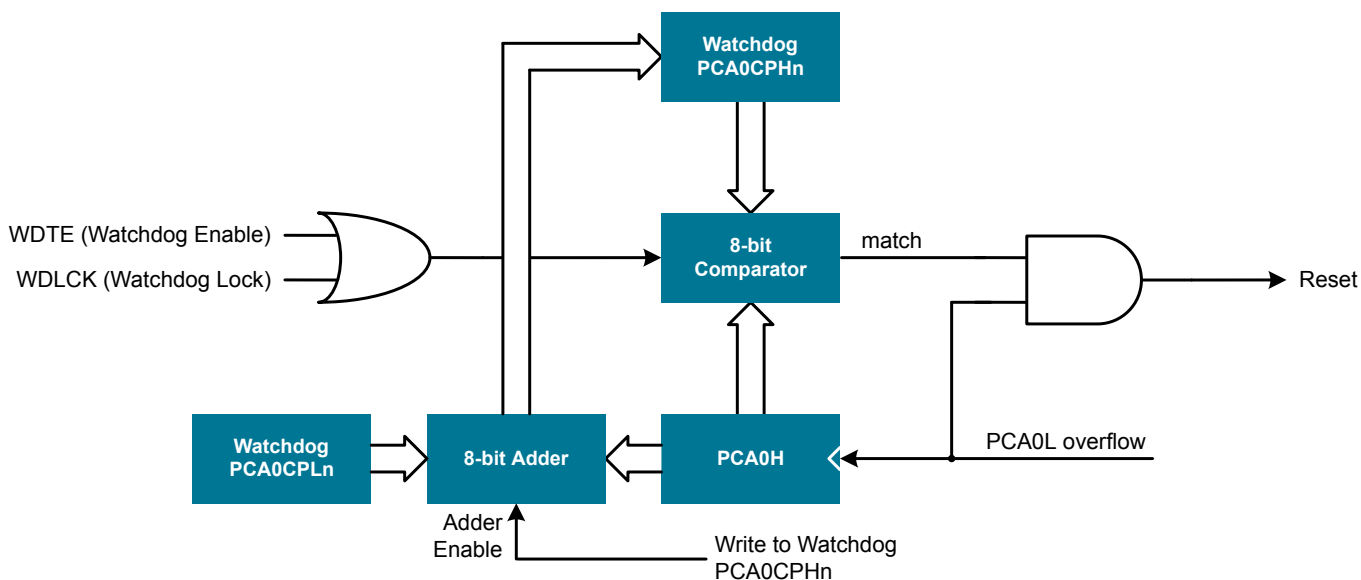 Watchdog
PCA0CPHn
WDTE (Watchdog Enable)
WDLCK (Watchdog Lock)
8-bit
Comparator
match
Reset
Watchdog
PCA0CPLn
8-bit Adder
PCA0H
PCA0L overflow
Adder
Enable
Write to Watchdog
PCA0CPHn